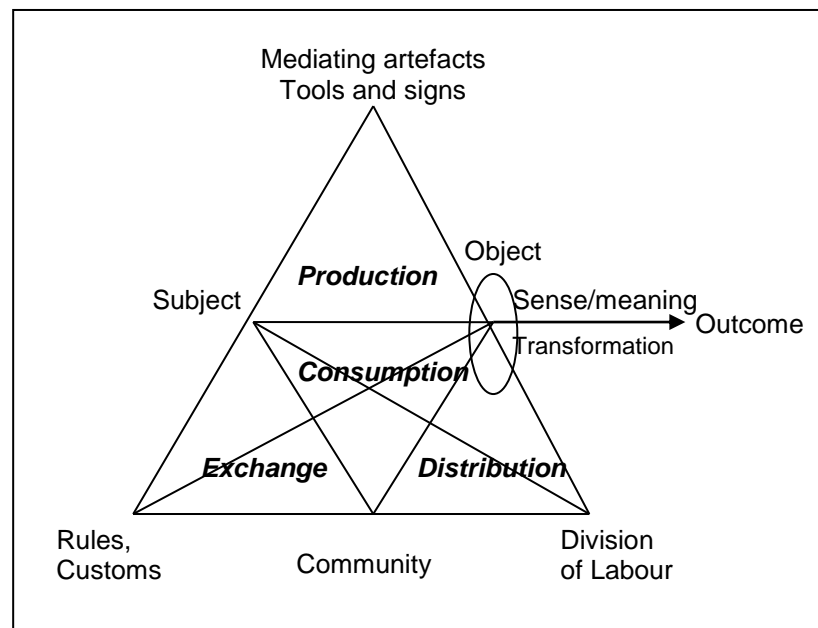 Mediating artefacts
Tools and signs
Object
Production
Subject
Sense/meaning
Outcome
Transformation
Consumption
Exchange
Distribution
Rules,
Customs
Community
Division
of Labour